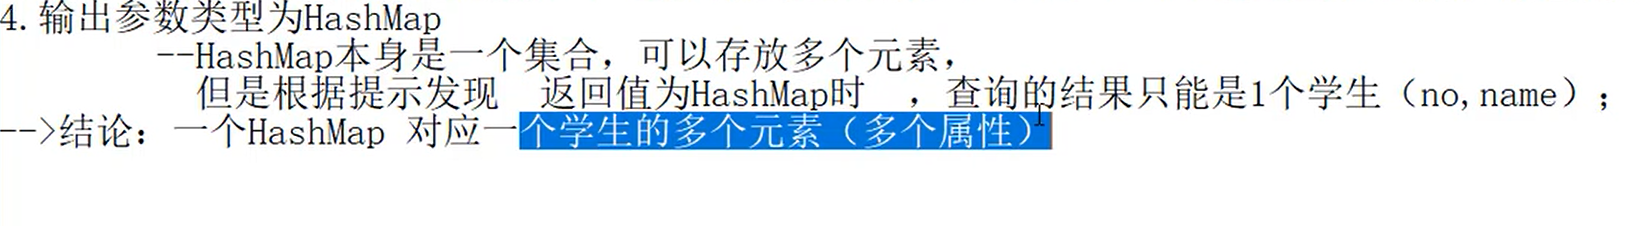 4.输出参数类型为HashMap
--HashMap本身是一个集合，可以存放多个元素，
但是根据提示发现 返回值为HashMap时 ，查询的结果只能是1个学生（no,name）；
-->结论：一个HashMap 对应一个学生的多个元素（多个属性）